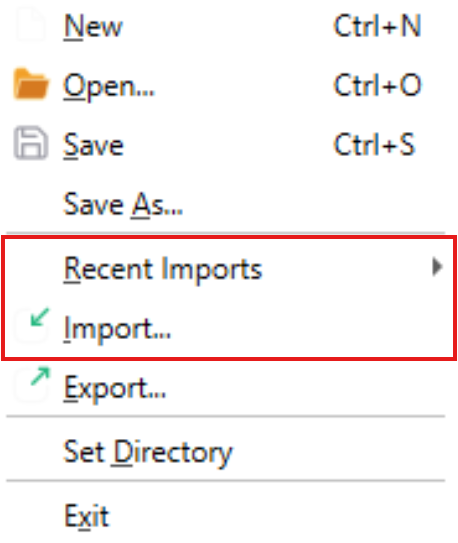 New Ctrl+N
Open... Ctrl+O
Save Ctrl+S
Save As...
Recent Imports
Import...
Export...
Set Directory
Exit